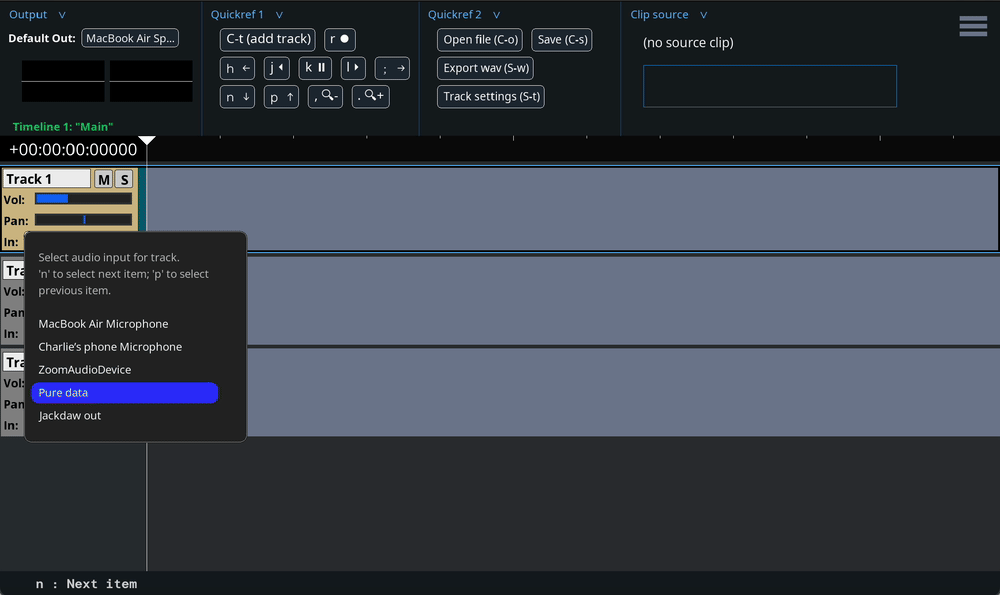 Output v
Default Out: MacBook Air Sp...
Timeline 1: "Main"
Quickref 1 v
C-t (add track) r
h ← j k l ; →
n ↓ p ↑ , - . +
Quickref 2 v
Open file (C-o) Save (C-s)
Export wav (S-w)
Track settings (S-t)
Clip source v
(no source clip)
+00:00:00:00000
Track 1 M S
Vol:
Pan:
In:
Select audio input for track.
'n' to select next item; 'p' to select
previous item.
MacBook Air Microphone
Charlie's phone Microphone
ZoomAudioDevice
Pure data
Jackdaw out
Tra
Vol:
Pan
In:
Tra
Vol:
Pan
In:
n : Next item